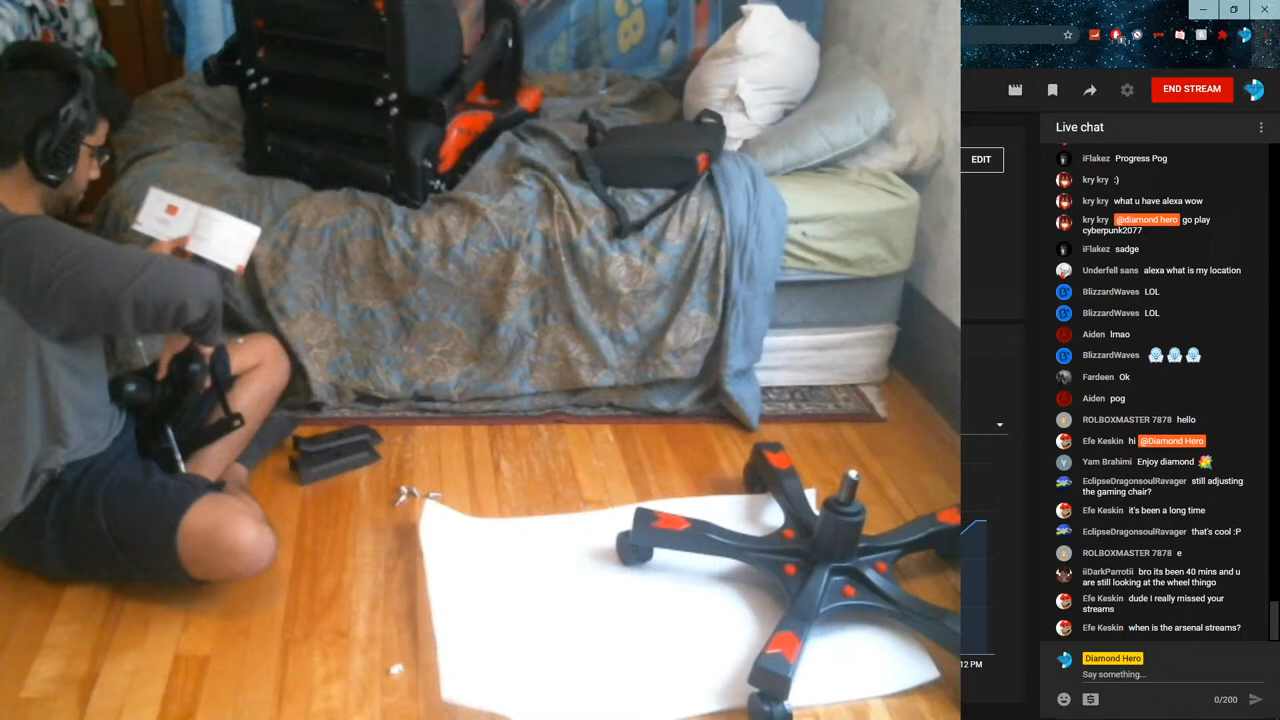 END STREAM
Live chat
EDIT
iFlakez Progress Pog
kry kry :)
kry kry what u have alexa wow
kry kry @diamond hero go play
cyberpunk2077
iFlakez sadge
Underfell sans alexa what is my location
BlizzardWaves LOL
BlizzardWaves LOL
Aiden lmao
BlizzardWaves
Fardeen Ok
Aiden pog
ROLBOXMASTER 7878 hello
Efe Keskin hi @Diamond Hero
Yam Brahimi Enjoy diamond
EclipseDragonsoulRavager still adjusting
the gaming chair?
Efe Keskin it's been a long time
EclipseDragonsoulRavager that's cool :P
ROLBOXMASTER 7878 e
iiDarkParrotii bro its been 40 mins and u
are still looking at the wheel thingo
Efe Keskin dude I really missed your
streams
Efe Keskin when is the arsenal streams?
12 PM
Diamond Hero
Say something...
0/200